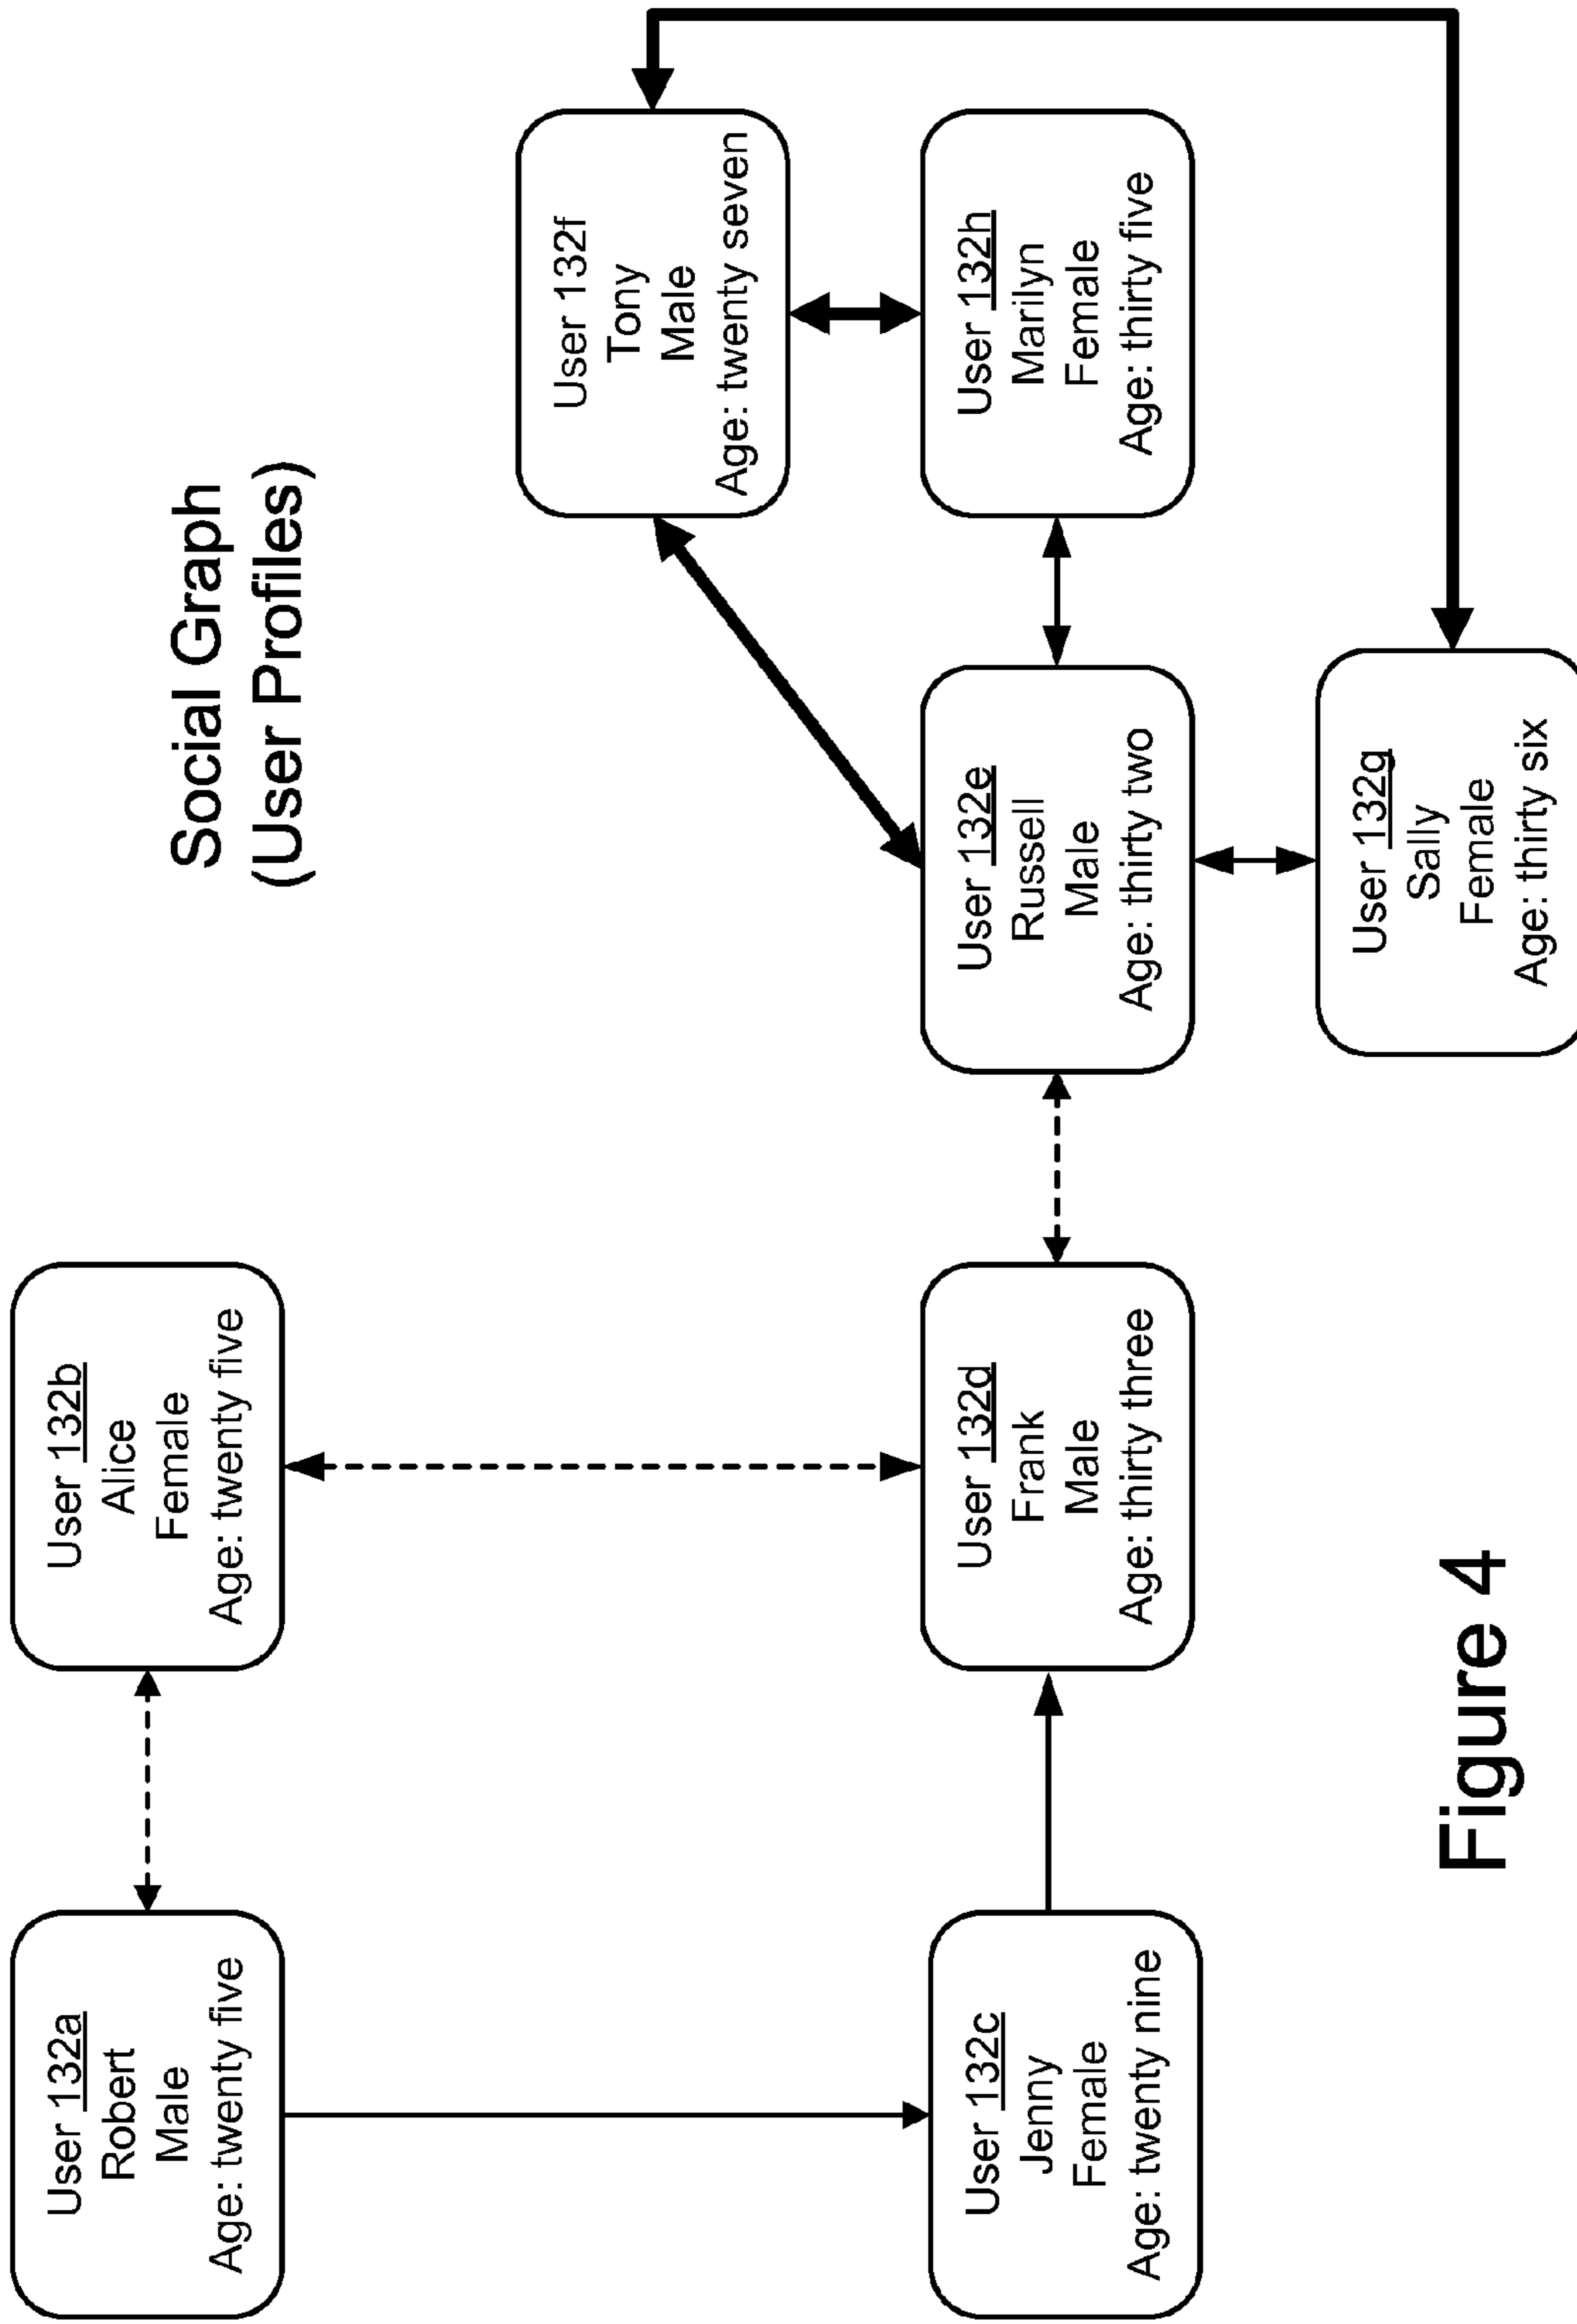 Social Graph
(User Profiles)
User 132a
Robert
Male
Age: twenty five
User 132b
Alice
Female
Age: twenty five
User 132f
Tony
Male
Age: twenty seven
User 132c
Jenny
Female
Age: twenty nine
User 132d
Frank
Male
Age: thirty three
User 132e
Russell
Male
Age: thirty two
User 132h
Marilyn
Female
Age: thirty five
User 132g
Sally
Female
Age: thirty six
Figure 4